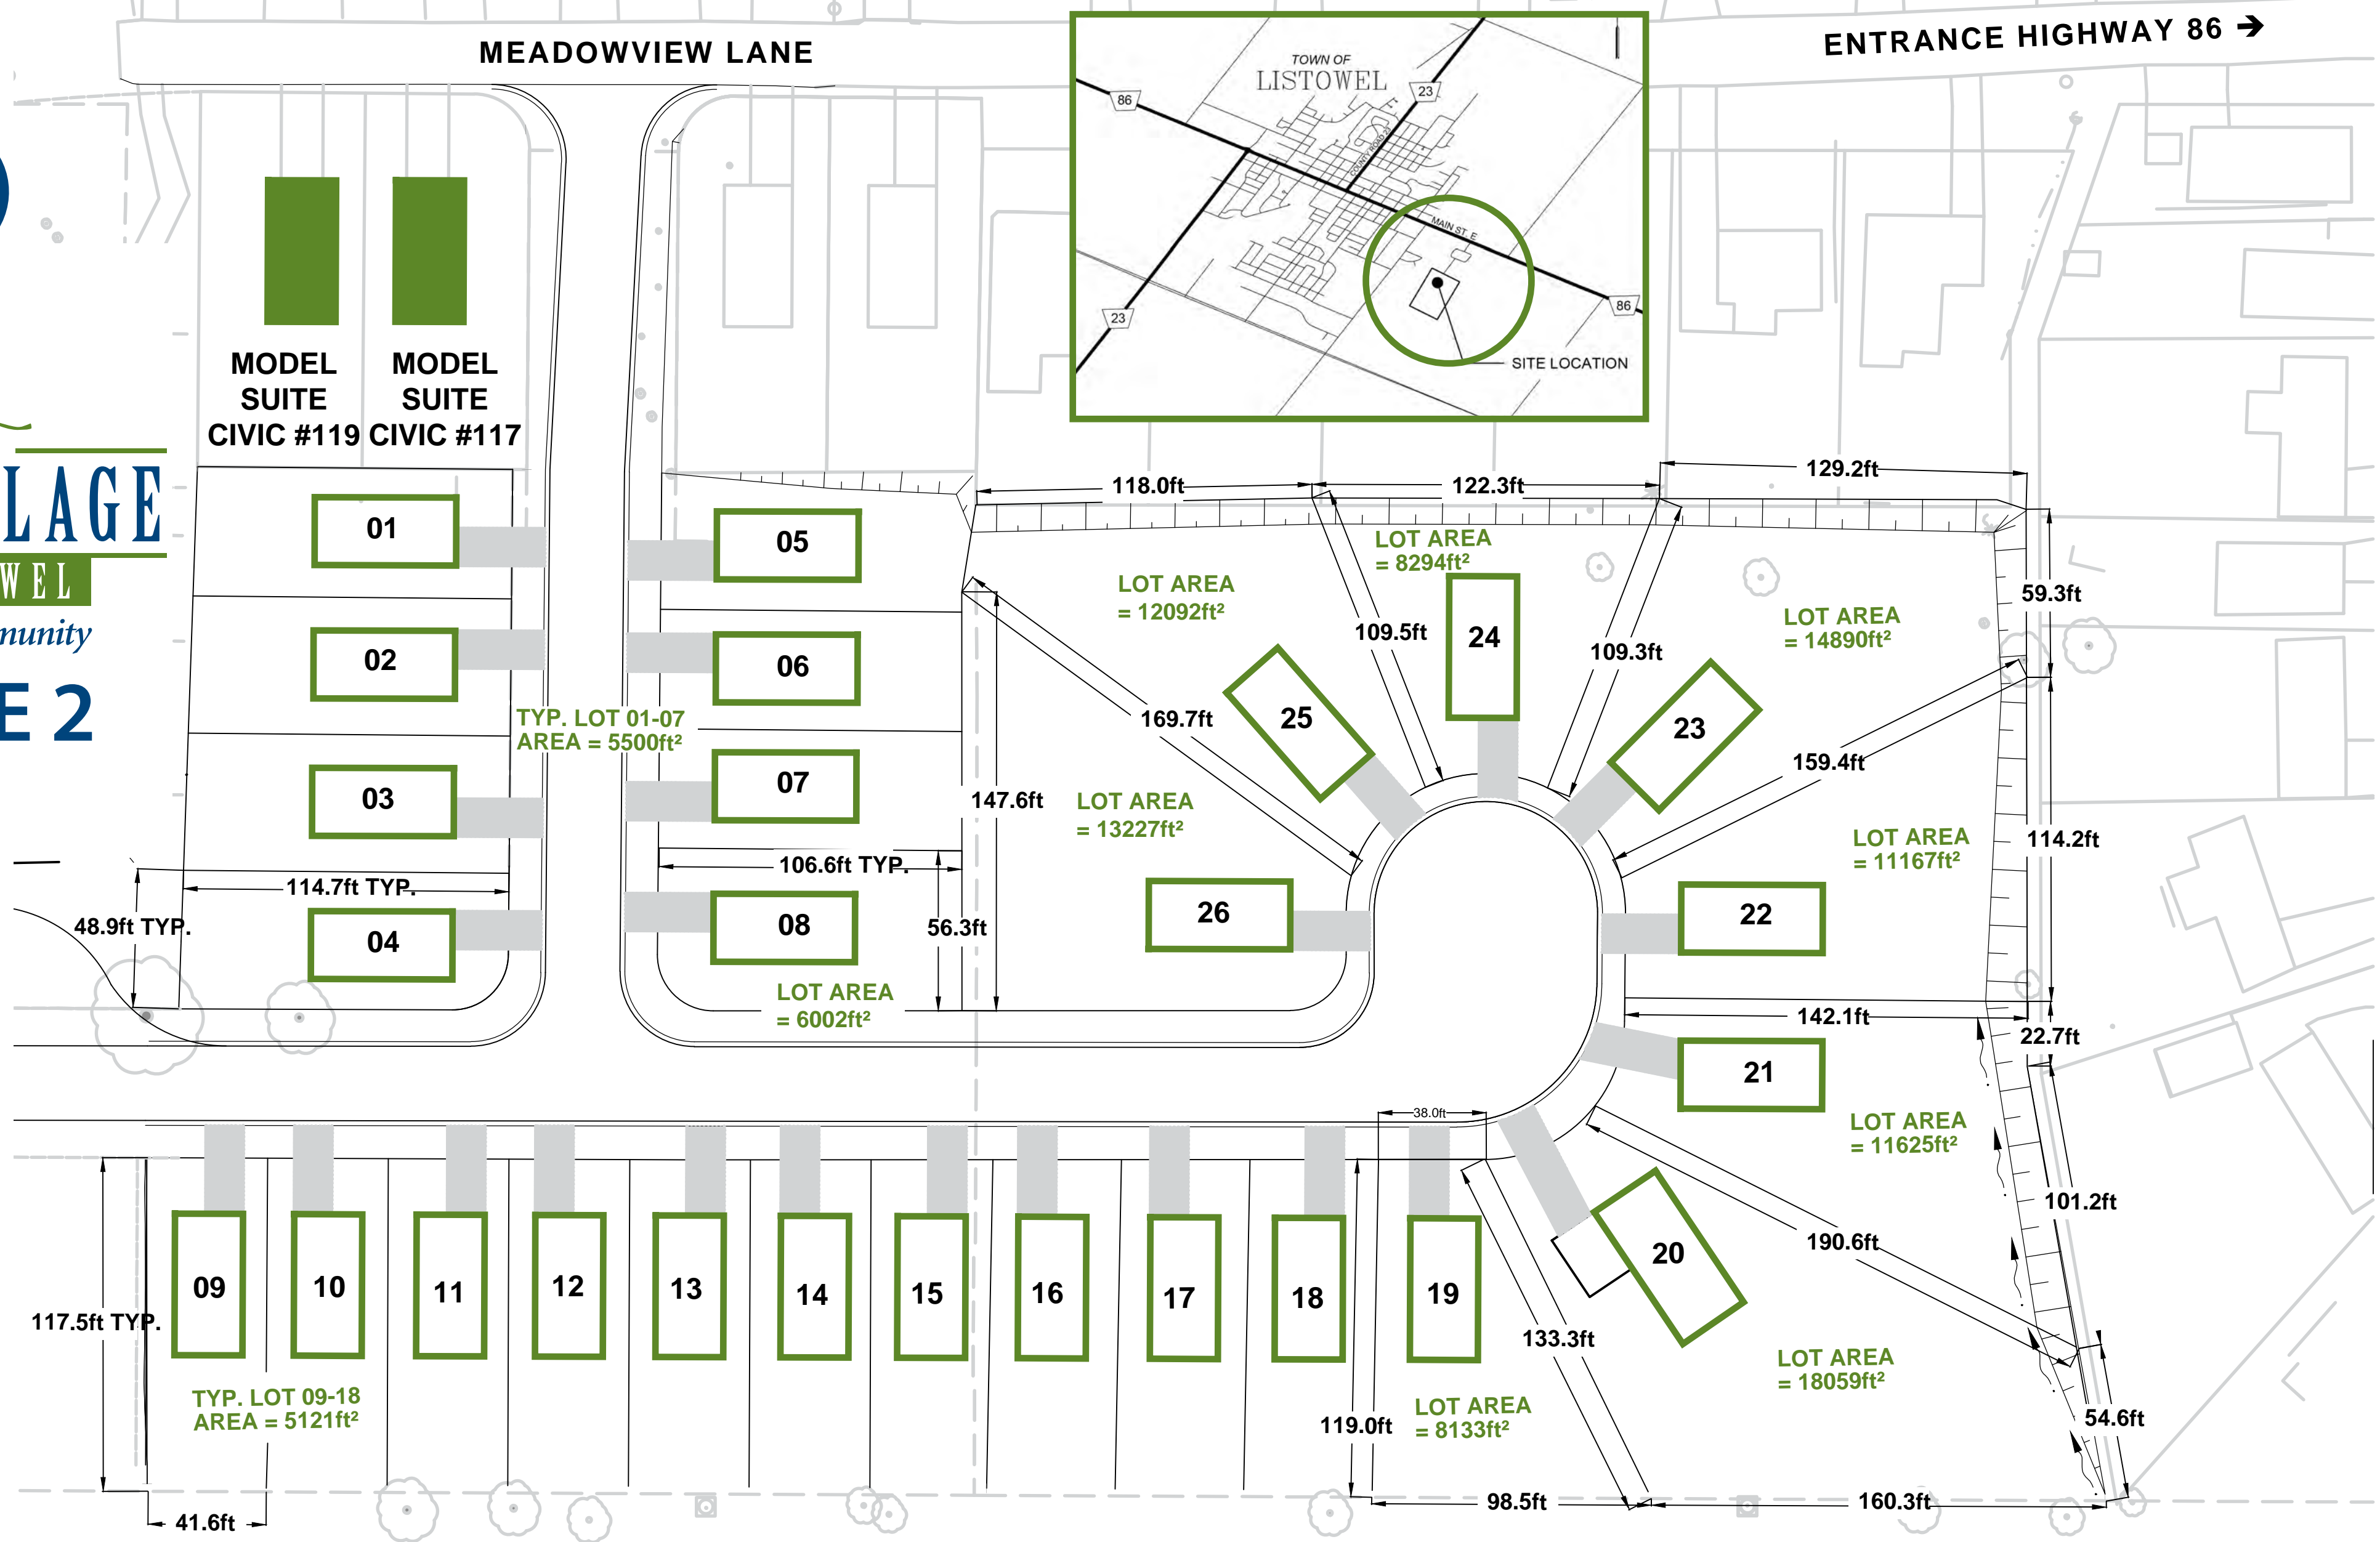 MEADOWVIEW LANE
ENTRANCE HIGHWAY 86 →
TOWN OF
LISTOWEL
86
23
COUNTY ROAD 23
MAIN ST. E
23
86
SITE LOCATION
MODEL
SUITE
CIVIC #119
MODEL
SUITE
CIVIC #117
LAGE
WEL
munity
E 2
01
02
03
04
05
06
07
08
TYP. LOT 01-07
AREA = 5500ft²
114.7ft TYP.
48.9ft TYP.
106.6ft TYP.
56.3ft
147.6ft
LOT AREA
= 6002ft²
118.0ft
122.3ft
129.2ft
LOT AREA
= 8294ft²
LOT AREA
= 12092ft²
LOT AREA
= 14890ft²
59.3ft
109.5ft
24
109.3ft
25
23
169.7ft
159.4ft
LOT AREA
= 13227ft²
LOT AREA
= 11167ft²
114.2ft
26
22
142.1ft
22.7ft
21
38.0ft
LOT AREA
= 11625ft²
101.2ft
190.6ft
20
133.3ft
LOT AREA
= 18059ft²
54.6ft
09
10
11
12
13
14
15
16
17
18
19
117.5ft TYP.
TYP. LOT 09-18
AREA = 5121ft²
119.0ft
LOT AREA
= 8133ft²
41.6ft
98.5ft
160.3ft